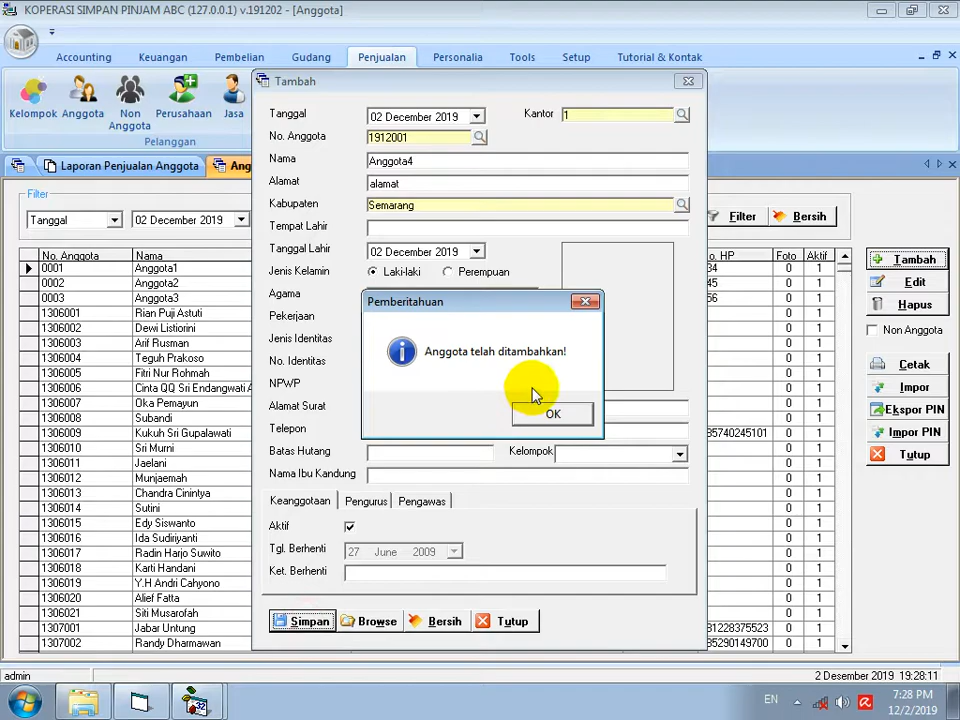 KOPERASI SIMPAN PINJAM ABC (127.0.0.1) v.191202 - [Anggota]
Accounting Keuangan Pembelian Gudang Penjualan Personalia Tools Setup Tutorial & Kontak
Kelompok Anggota Non Anggota Perusahaan Jasa
Pelanggan
Laporan Penjualan Anggota Ang
Filter
Tanggal 02 December 2019 Filter Bersih
No. Anggota Nama o. HP Foto Aktif
0001 Anggota1 34 0 1
0002 Anggota2 45 0 1
0003 Anggota3 56 0 1
1306001 Rian Puji Astuti 0 1
1306002 Dewi Listiorini 0 1
1306003 Arif Rusman 0 1
1306004 Teguh Prakoso 0 1
1306005 Fitri Rohmah 0 1
1306006 Cinta QQ Sri Endangwati A 0 1
1306007 Oka Pemayun 0 1
1306008 Subandi 0 1
1306009 Kukuh Sri Gupalawati 85740245101 0 1
1306010 Sri Murni 0 1
1306011 Jaelani 0 1
1306012 Munjaemah 0 1
1306013 Chandra Cinintya 0 1
1306014 Sutini 0 1
1306015 Edy Siswanto 0 1
1306016 Ida Sudiriyanti 0 1
1306017 Radin Harjo Suwito 0 1
1306018 Karti Handani 0 1
1306019 Y.H Andri Cahyono 0 1
1306020 Alief Fatta 0 1
1306021 Siti Musarofah 0 1
1307001 Jabar Untung 81228375523 0 1
1307002 Randy Dharmawan 85290149700 0 1
Tambah
Edit
Hapus
Non Anggota
Cetak
Impor
Ekspor PIN
Impor PIN
Tutup
Tambah
Tanggal 02 December 2019 Kantor 1
No. Anggota 1912001
Nama Anggota4
Alamat alamat
Kabupaten Semarang
Tempat Lahir
Tanggal Lahir 02 December 2019
Jenis Kelamin Laki-laki Perempuan
Agama
Pekerjaan
Jenis Identitas
No. Identitas
NPWP
Alamat Surat
Telepon
Batas Hutang Kelompok
Nama Ibu Kandung
Keanggotaan Pengurus Pengawas
Aktif
Tgl. Berhenti 27 June 2009
Ket. Berhenti
Simpan Browse Bersih Tutup
Pemberitahuan
Anggota telah ditambahkan!
OK
admin 2 December 2019 19:28:11
EN 7:28 PM
12/2/2019